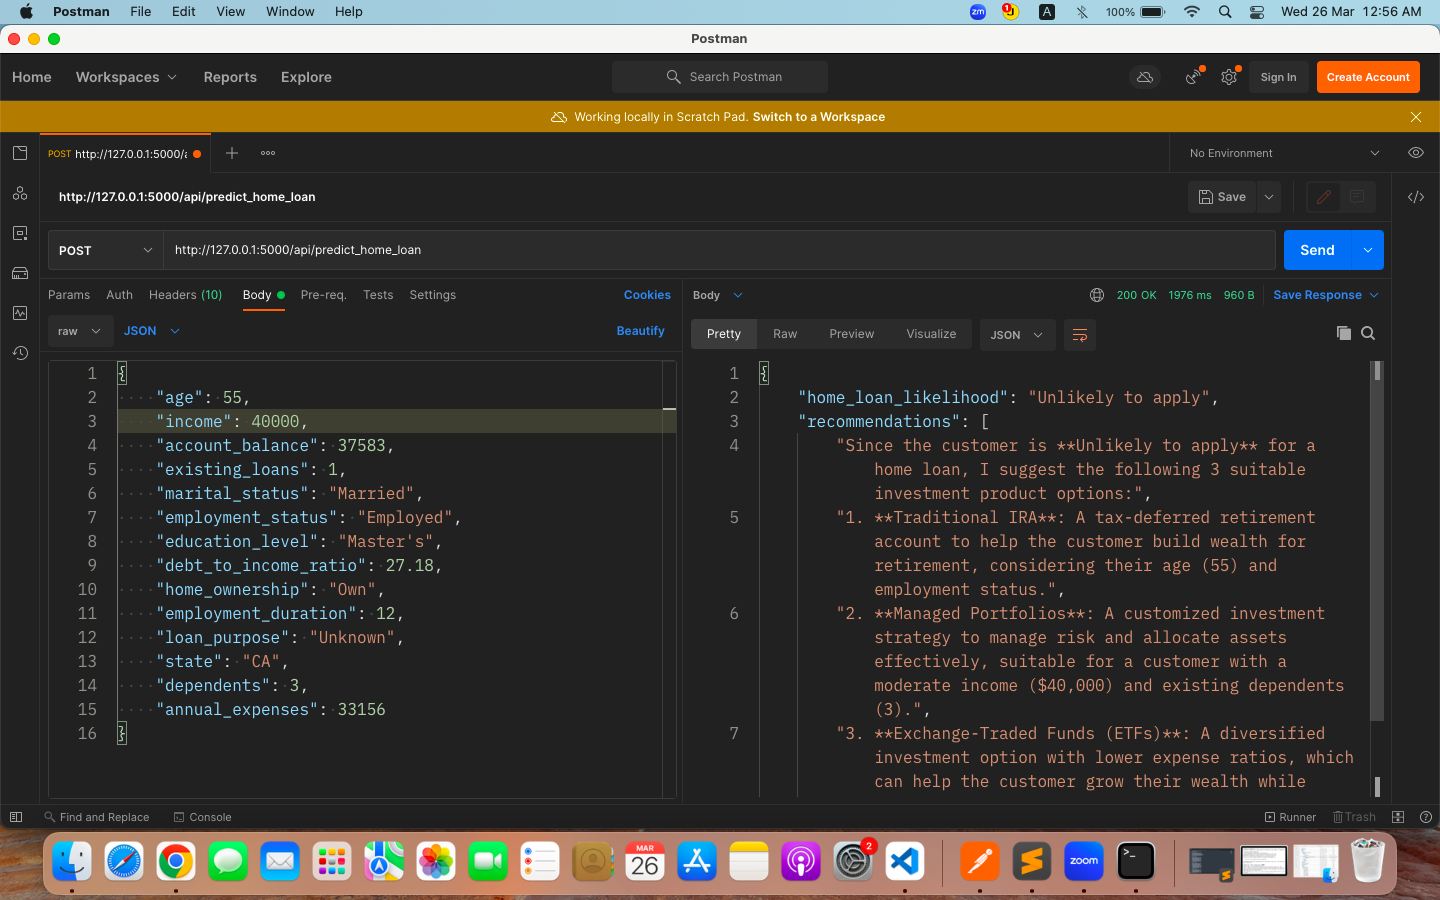 Postman File Edit View Window Help
zm 1 J A 100% Wed 26 Mar 12:56 AM
Postman
Home Workspaces Reports Explore Search Postman Sign In Create Account
Working locally in Scratch Pad. Switch to a Workspace
POST http://127.0.0.1:5000/a No Environment
http://127.0.0.1:5000/api/predict_home_loan Save
POST http://127.0.0.1:5000/api/predict_home_loan Send
Params Auth Headers (10) Body Pre-req. Tests Settings Cookies
raw JSON Beautify
1 {
2 "age": 55,
3 "income": 40000,
4 "account_balance": 37583,
5 "existing_loans": 1,
6 "marital_status": "Married",
7 "employment_status": "Employed",
8 "education_level": "Master's",
9 "debt_to_income_ratio": 27.18,
10 "home_ownership": "Own",
11 "employment_duration": 12,
12 "loan_purpose": "Unknown",
13 "state": "CA",
14 "dependents": 3,
15 "annual_expenses": 33156
16 }
Body 200 OK 1976 ms 960 B Save Response
Pretty Raw Preview Visualize JSON
1 {
2 "home_loan_likelihood": "Unlikely to apply",
3 "recommendations": [
4 "Since the customer is **Unlikely to apply** for a
home loan, I suggest the following 3 suitable
investment product options:",
5 "1. **Traditional IRA**: A tax-deferred retirement
account to help the customer build wealth for
retirement, considering their age (55) and
employment status.",
6 "2. **Managed Portfolios**: A customized investment
strategy to manage risk and allocate assets
effectively, suitable for a customer with a
moderate income ($40,000) and existing dependents
(3).",
7 "3. **Exchange-Traded Funds (ETFs)**: A diversified
investment option with lower expense ratios, which
can help the customer grow their wealth while
Find and Replace Console Runner Trash
MAR
26
2
zoom